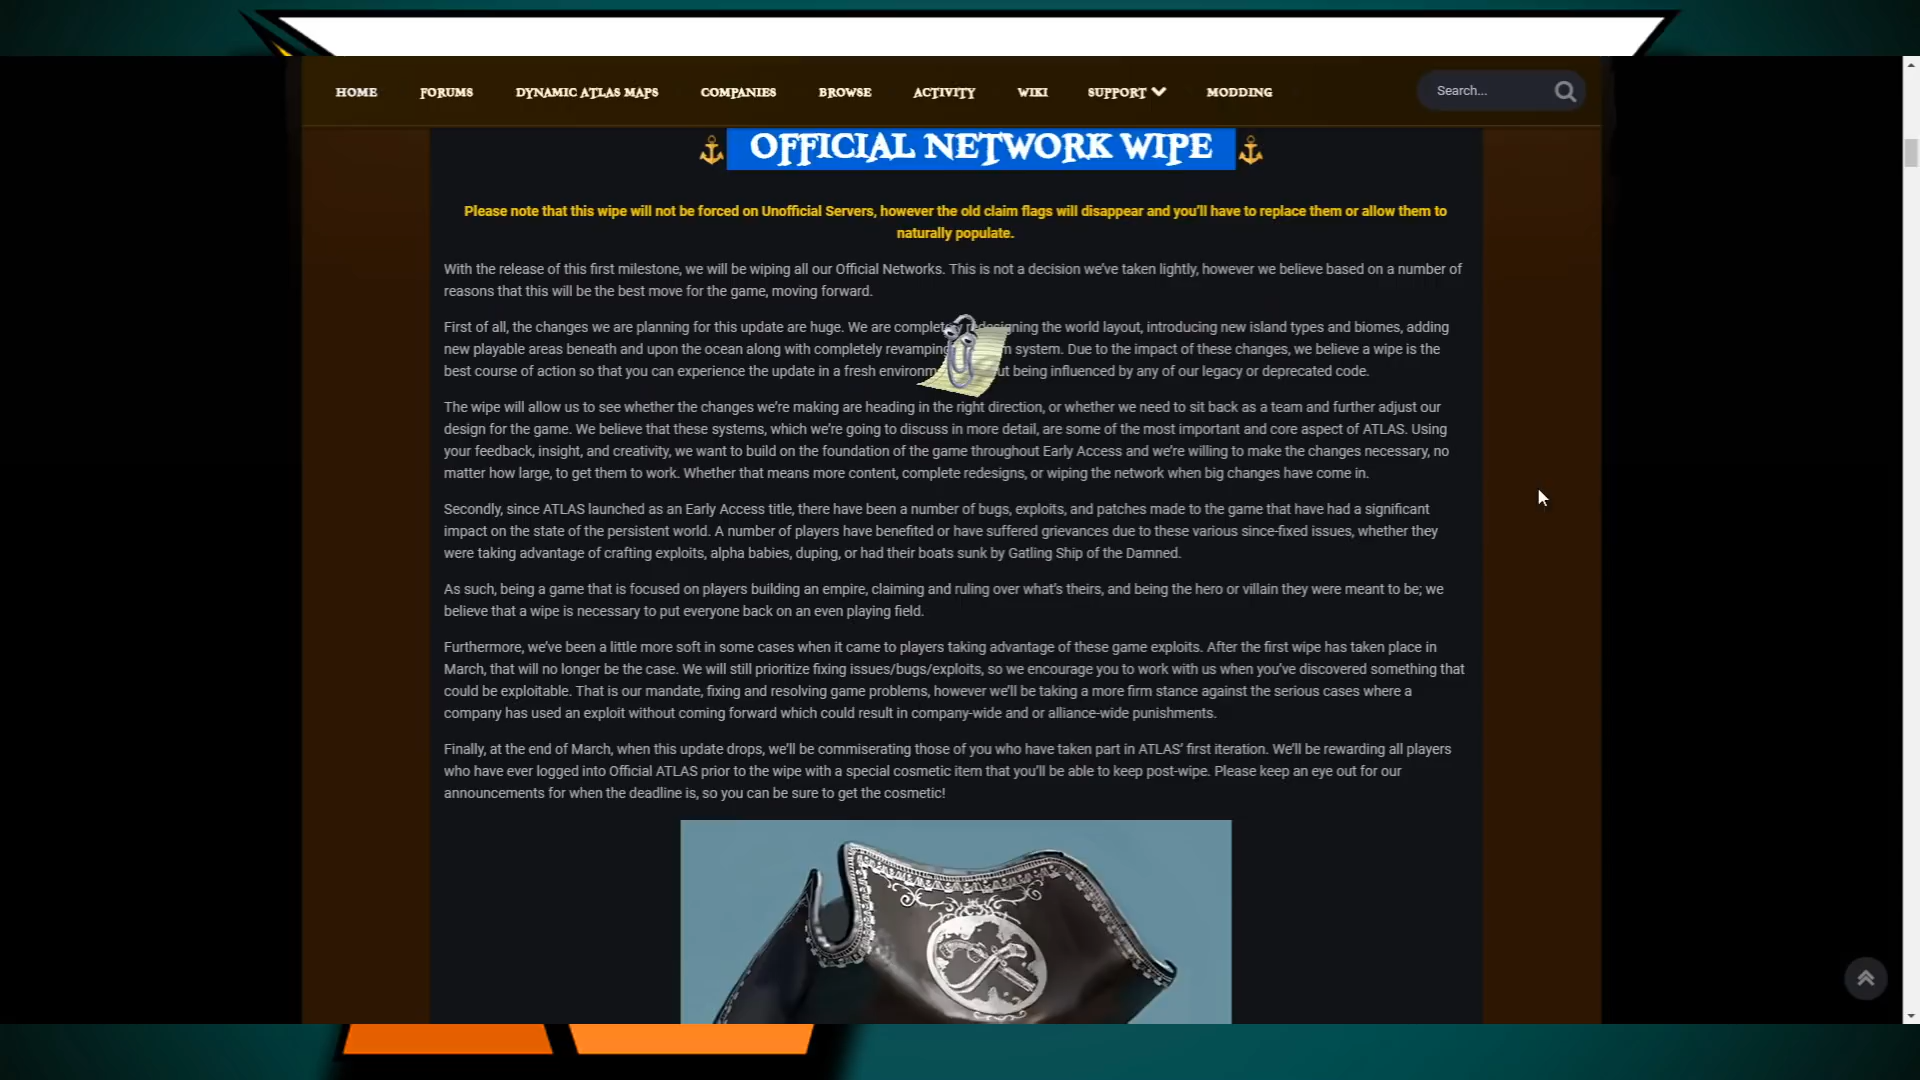 HOME FORUMS DYNAMIC ATLAS MAPS COMPANIES BROWSE ACTIVITY WIKI SUPPORT MODDING Search...
OFFICIAL NETWORK WIPE
Please note that this wipe will not be forced on Unofficial Servers, however the old claim flags will disappear and you'll have to replace them or allow them to
naturally populate.
With the release of this first milestone, we will be wiping all our Official Networks. This is not a decision we've taken lightly, however we believe based on a number of
reasons that this will be the best move for the game, moving forward.
First of all, the changes we are planning for this update are huge. We are the world layout, introducing new island types and biomes, adding
new playable areas beneath and upon the ocean along with completely system. Due to the impact of these changes, we believe a wipe is the
best course of action so that you can experience the update in a fresh being influenced by any of our legacy or deprecated code.
The wipe will allow us to see whether the changes we're making are heading in the right direction, or whether we need to sit back as a team and further adjust our
design for the game. We believe that these systems, which we're going to discuss in more detail, are some of the most important and core aspect of ATLAS. Using
your feedback, insight, and creativity, we want to build on the foundation of the game throughout Early Access and we're willing to make the changes necessary, no
matter how large, to get them to work. Whether that means more content, complete redesigns, or wiping the network when big changes have come in.
Secondly, since ATLAS launched as an Early Access title, there have been a number of bugs, exploits, and patches made to the game that have had a significant
impact on the state of the persistent world. A number of players have benefited or have suffered grievances due to these various since-fixed issues, whether they
were taking advantage of crafting exploits, alpha babies, duping, or had their boats sunk by Gatling Ship of the Damned.
As such, being a game that is focused on players building an empire, claiming and ruling over what's theirs, and being the hero or villain they were meant to be; we
believe that a wipe is necessary to put everyone back on an even playing field.
Furthermore, we've been a little more soft in some cases when it came to players taking advantage of these game exploits. After the first wipe has taken place in
March, that will no longer be the case. We will still prioritize fixing issues/bugs/exploits, so we encourage you to work with us when you've discovered something that
could be exploitable. That is our mandate, fixing and resolving game problems, however we'll be taking a more firm stance against the serious cases where a
company has used an exploit without coming forward which could result in company-wide and or alliance-wide punishments.
Finally, at the end of March, when this update drops, we'll be commiserating those of you who have taken part in ATLAS' first iteration. We'll be rewarding all players
who have ever logged into Official ATLAS prior to the wipe with a special cosmetic item that you'll be able to keep post-wipe. Please keep an eye out for our
announcements for when the deadline is, so you can be sure to get the cosmetic!